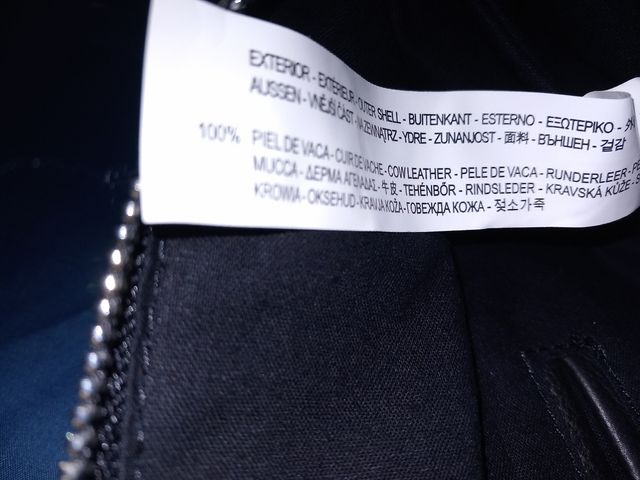 EXTERIOR - EXTÉRIEUR - OUTER SHELL - BUITENKANT - ESTERNO - ΕΞΩΤΕΡΙΚΟ -
AUSSEN - VNĚJŠÍ ČÁST - NA ZEWNĄTRZ - YDRE - ZUNANJOST - 面料 - ВЪНШЕН - 겉감
100% PIEL DE VACA - CUIR DE VACHE - COW LEATHER - PELE DE VACA - RUNDERLEER -
MUCCA - ΔΕΡΜΑ ΑΓΕΛΑΔΑΣ - 牛皮 - TEHÉNBŐR - RINDSLEDER - KRAVSKÁ KŮŽE -
KROWIA - OKSEHUD - KRAVJA KOŽA - ГОВЕЖДА КОЖА - 젖소가죽